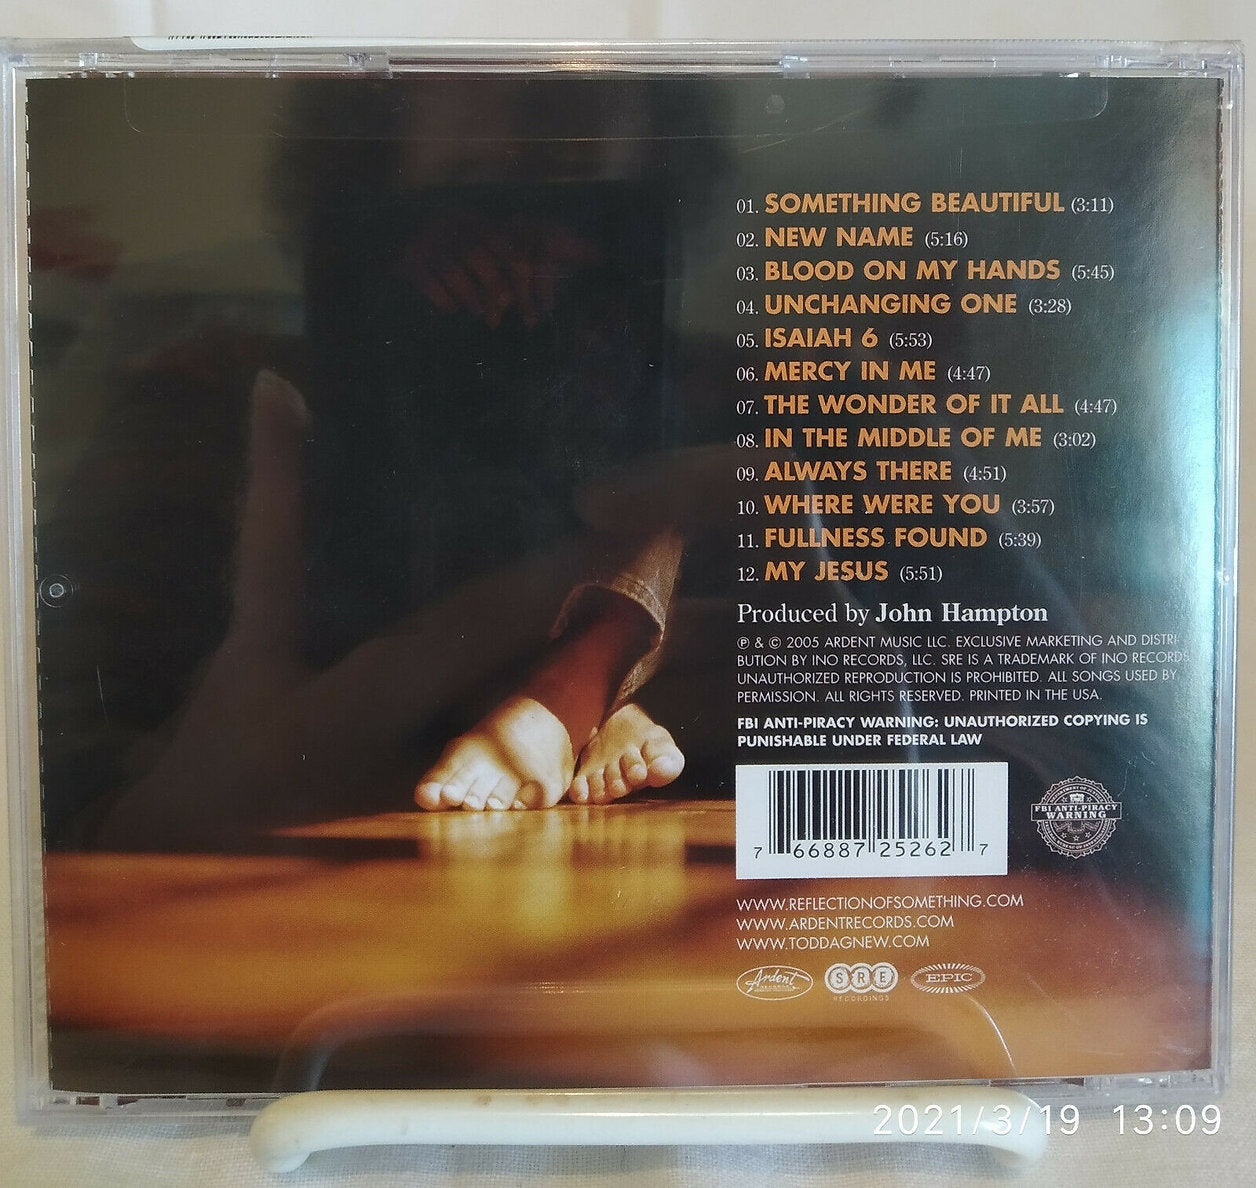 01. SOMETHING BEAUTIFUL (3:11)
02. NEW NAME (5:16)
03. BLOOD ON MY HANDS (5:45)
04. UNCHANGING ONE (3:28)
05. ISAIAH 6 (5:53)
06. MERCY IN ME (4:47)
07. THE WONDER OF IT ALL (4:47)
08. IN THE MIDDLE OF ME (3:02)
09. ALWAYS THERE (4:51)
10. WHERE WERE YOU (3:57)
11. FULLNESS FOUND (5:39)
12. MY JESUS (5:51)
Produced by John Hampton
℗ & © 2005 ARDENT MUSIC LLC. EXCLUSIVE MARKETING AND DISTRI-
BUTION BY INO RECORDS, LLC. SRE IS A TRADEMARK OF INO RECORDS.
UNAUTHORIZED REPRODUCTION IS PROHIBITED. ALL SONGS USED BY
PERMISSION. ALL RIGHTS RESERVED. PRINTED IN THE USA.
FBI ANTI-PIRACY WARNING: UNAUTHORIZED COPYING IS
PUNISHABLE UNDER FEDERAL LAW
FBI ANTI-PIRACY
WARNING
7 66887 25262 7
WWW.REFLECTIONOFSOMETHING.COM
WWW.ARDENTRECORDS.COM
WWW.TODDAGNEW.COM
Ardent
SRE
RECORDINGS
EPIC
2021/3/19 13:09